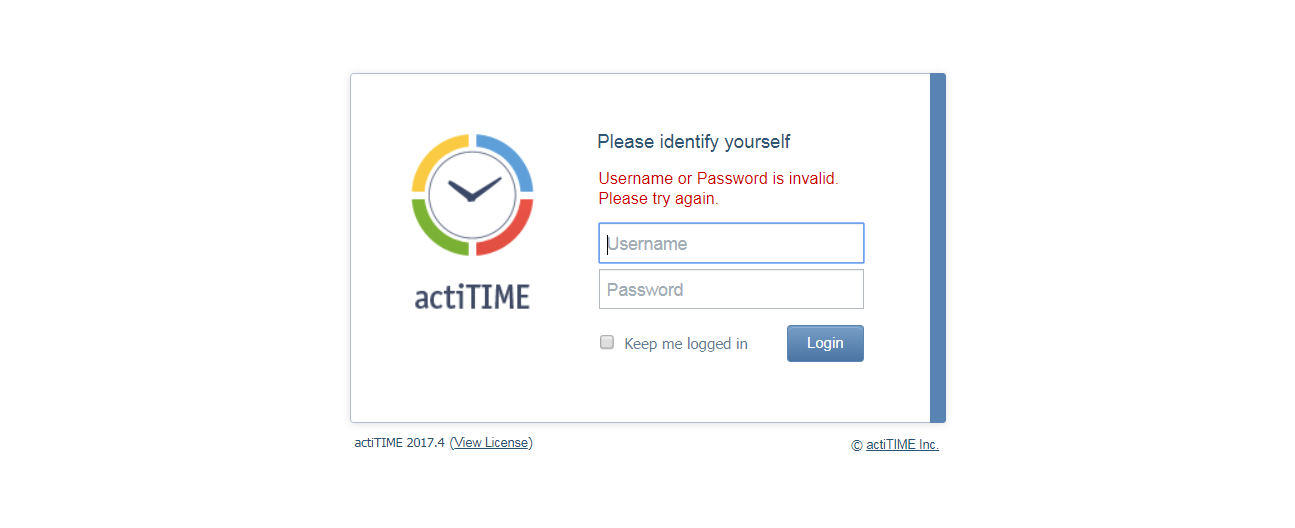 Please identify yourself
Username or Password is invalid.
Please try again.
Username
Password
Keep me logged in
Login
actiTIME
actiTIME 2017.4 (View License)
© actiTIME Inc.